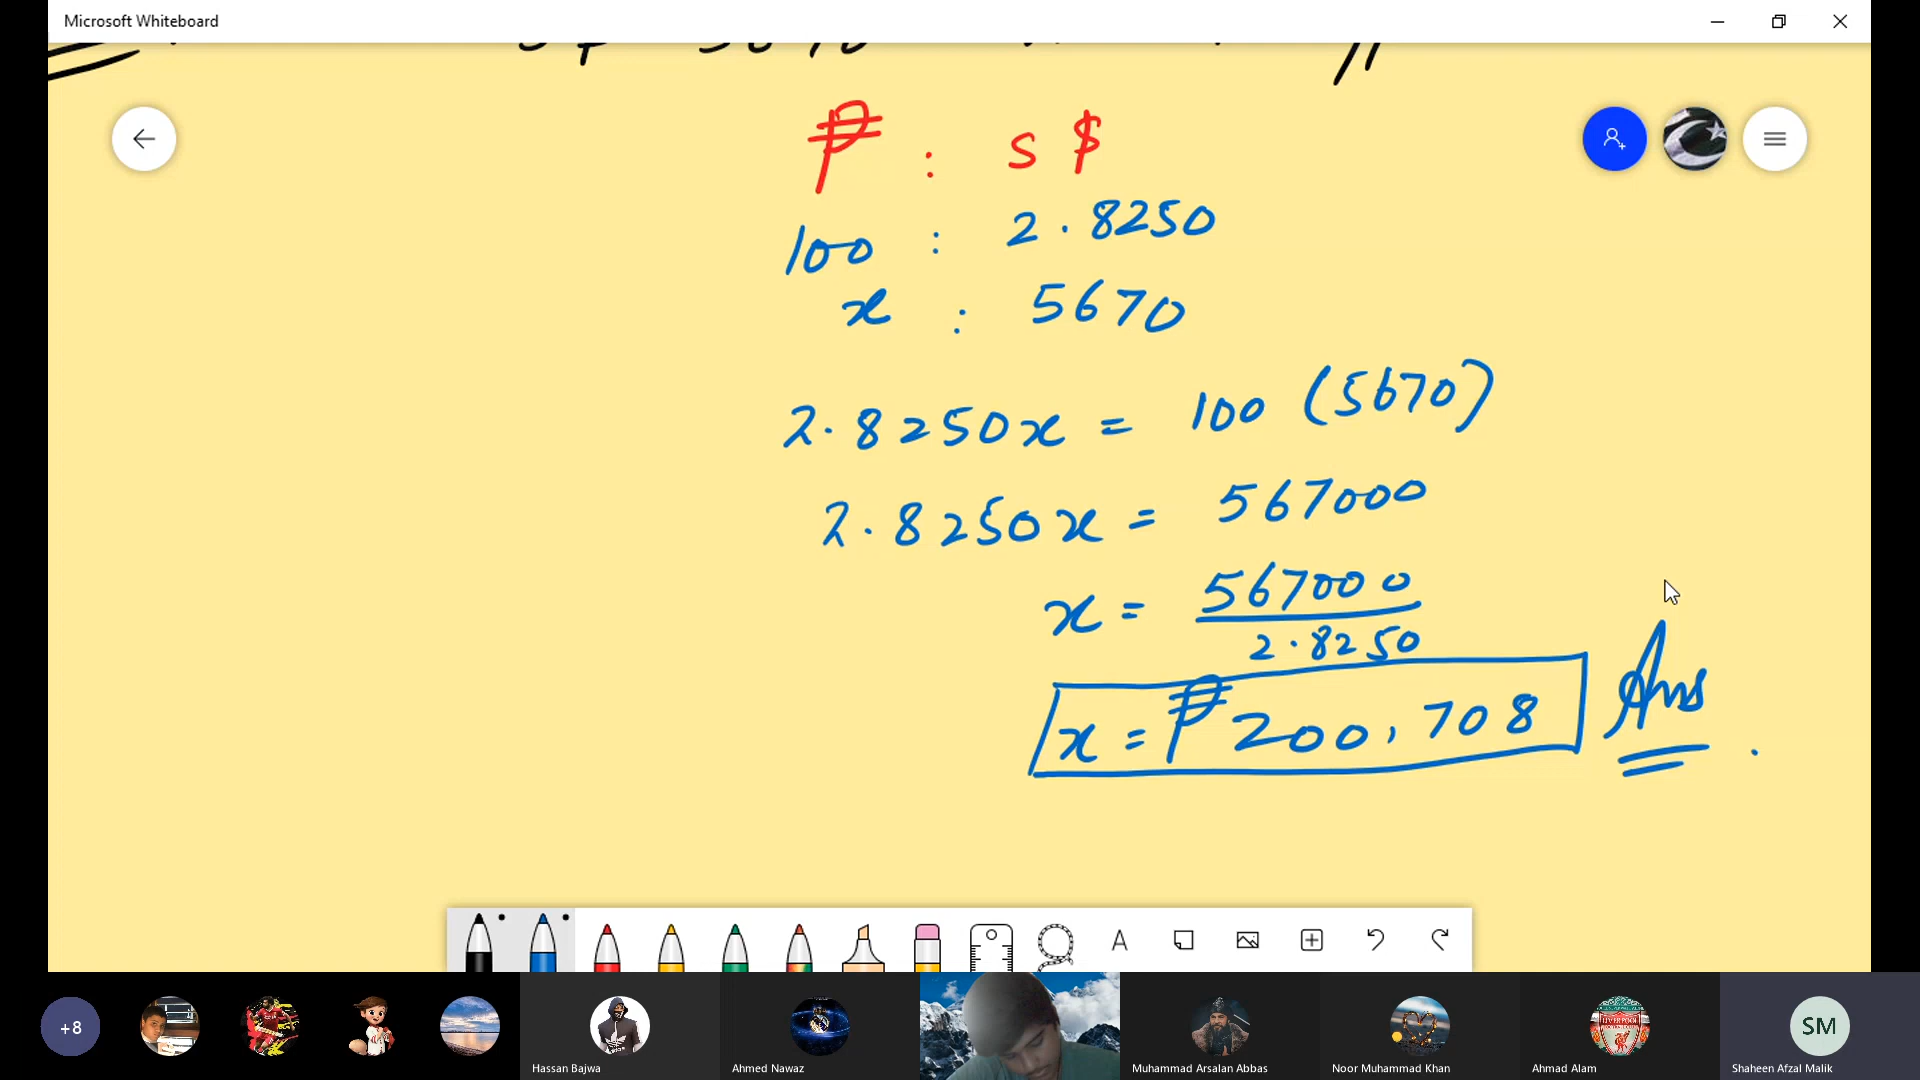 Microsoft Whiteboard
₱ : S $
100 : 2.8250
x : 5670
2.8250x = 100 (5670)
2.8250x = 567000
x = 567000
2.8250
x = ₱ 200,708 Ans
A
+8
Hassan Bajwa
Ahmed Nawaz
Muhammad Arsalan Abbas
Noor Muhammad Khan
LIVERPOOL
Ahmad Alam
SM
Shaheen Afzal Malik